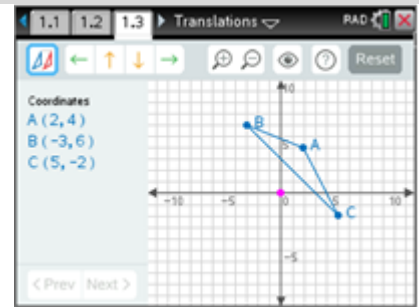 1.1 1.2 1.3 Translations RAD
Reset
Coordinates
A (2,4)
B (-3,6)
C (5,-2)
< Prev Next >
10
B
5
A
-10 -5 0 5 10
C
-5